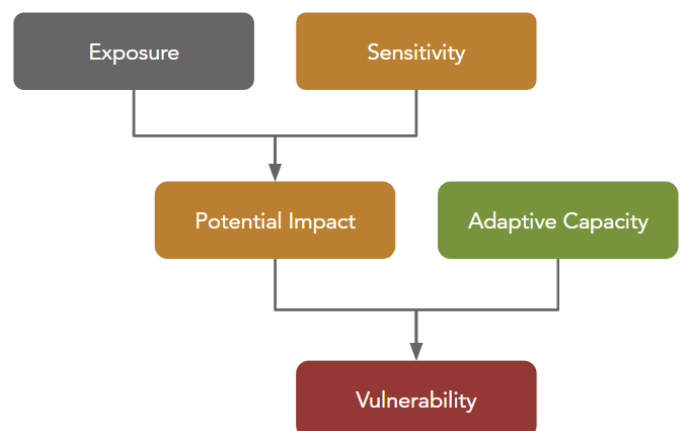 Exposure
Sensitivity
Potential Impact
Adaptive Capacity
Vulnerability